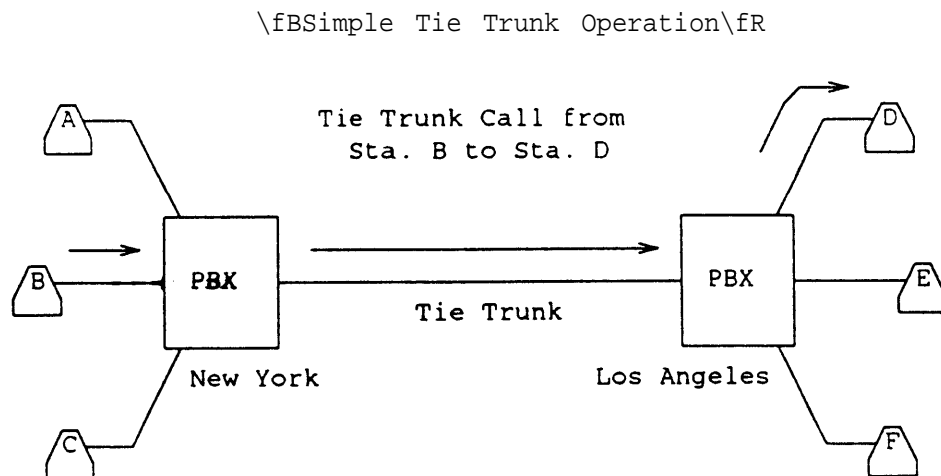 \fBSimple Tie Trunk Operation\fR
A
Tie Trunk Call from
Sta. B to Sta. D
D
B
PBX
PBX
E
Tie Trunk
New York
Los Angeles
C
F